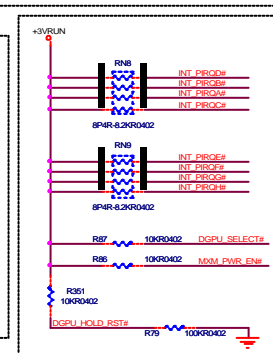 +3VRUN
RN8
INT_PIRQD#
INT_PIRQB#
INT_PIRQA#
INT_PIRQC#
8P4R-8.2KR0402
RN9
INT_PIRQE#
INT_PIRQF#
INT_PIRQG#
INT_PIRQH#
8P4R-8.2KR0402
R87 10KR0402 DGPU_SELECT#
R86 10KR0402 MXM_PWR_EN#
R351
10KR0402
DGPU_HOLD_RST#
R79 100KR0402